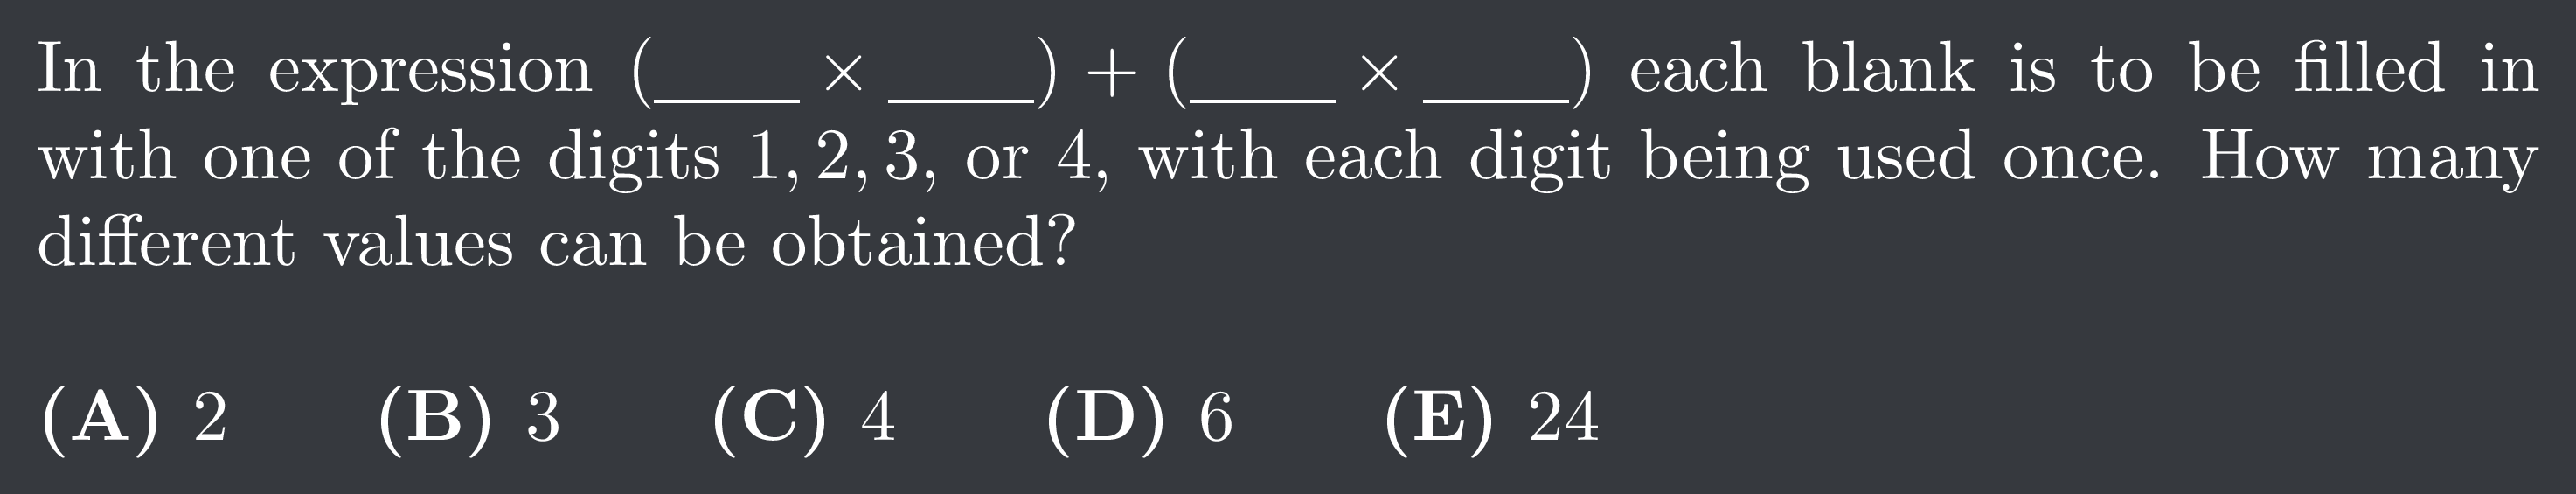 In the expression (____ × ____) + (____ × ____) each blank is to be filled in
with one of the digits 1, 2, 3, or 4, with each digit being used once. How many
different values can be obtained?
(A) 2 (B) 3 (C) 4 (D) 6 (E) 24